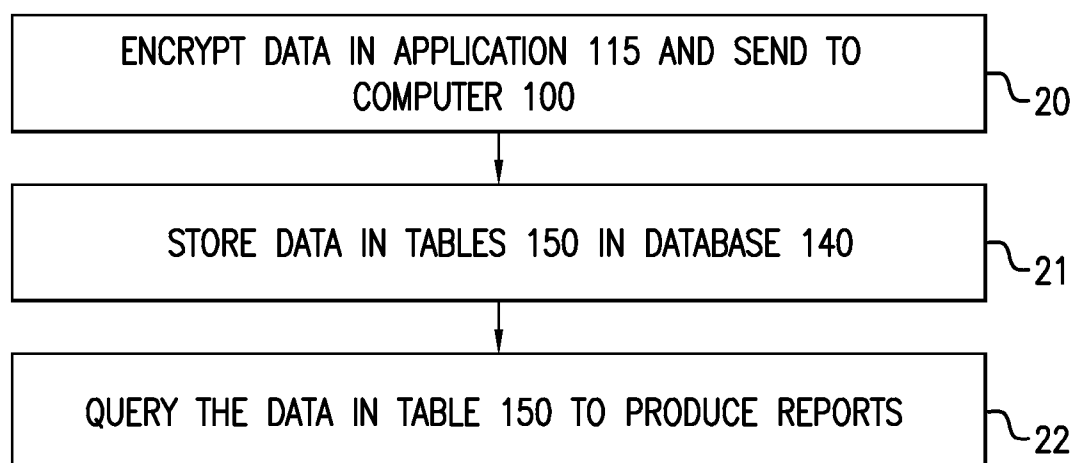 ENCRYPT DATA IN APPLICATION 115 AND SEND TO
COMPUTER 100
20
STORE DATA IN TABLES 150 IN DATABASE 140
21
QUERY THE DATA IN TABLE 150 TO PRODUCE REPORTS
22